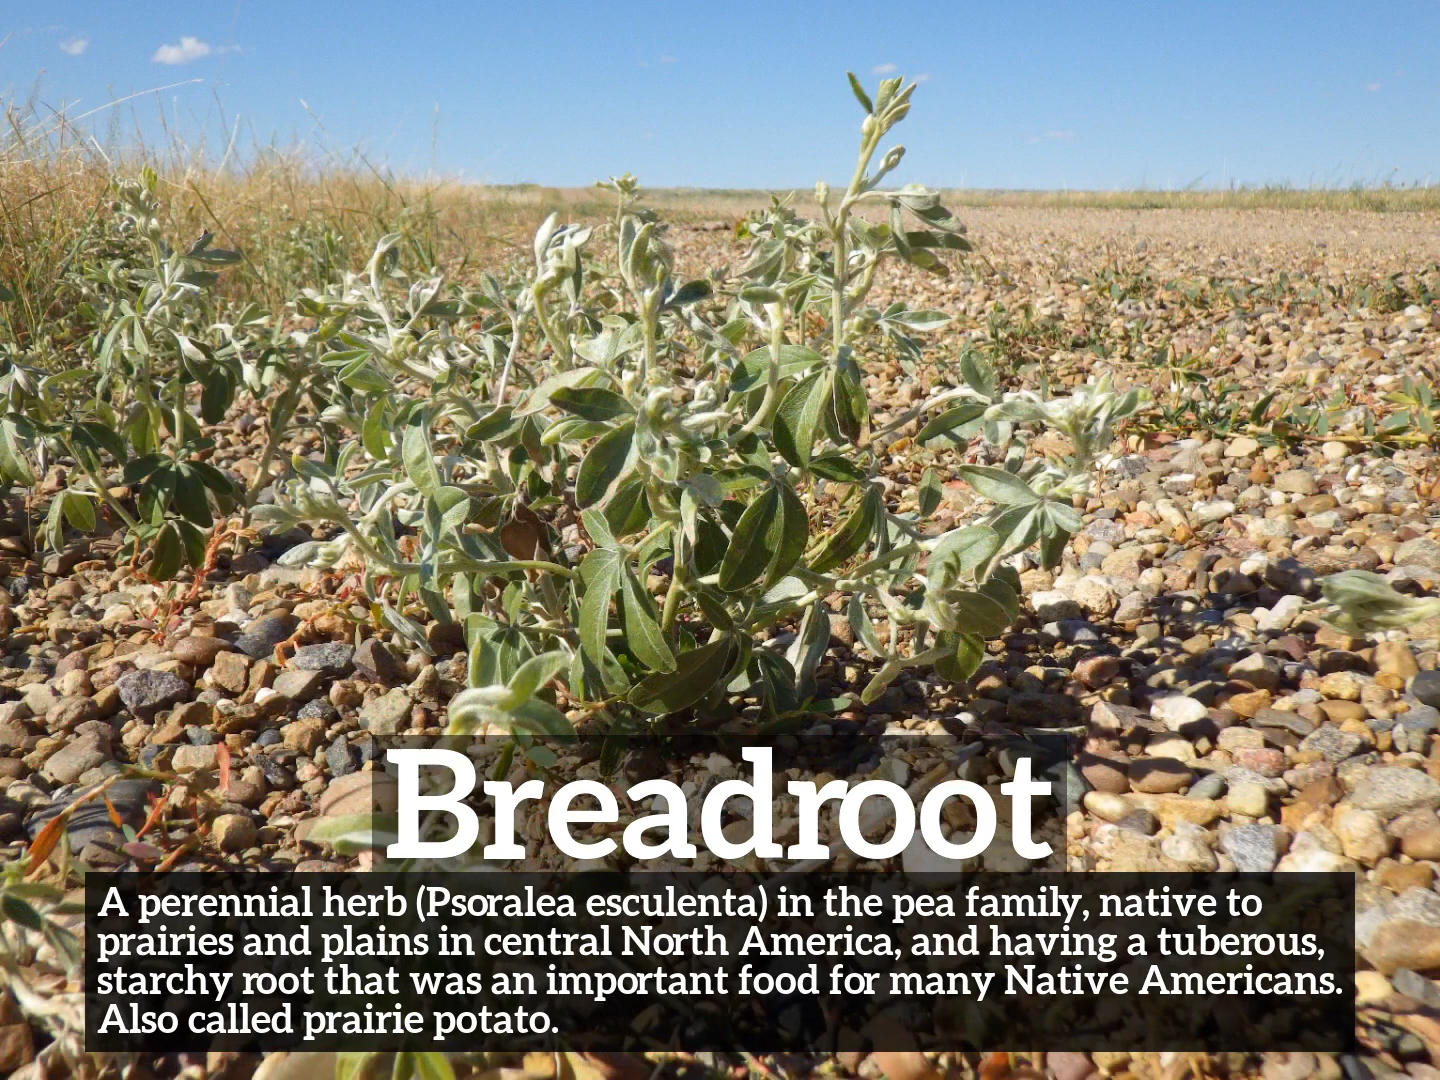 Breadroot
A perennial herb (Psoralea esculenta) in the pea family, native to
prairies and plains in central North America, and having a tuberous,
starchy root that was an important food for many Native Americans.
Also called prairie potato.